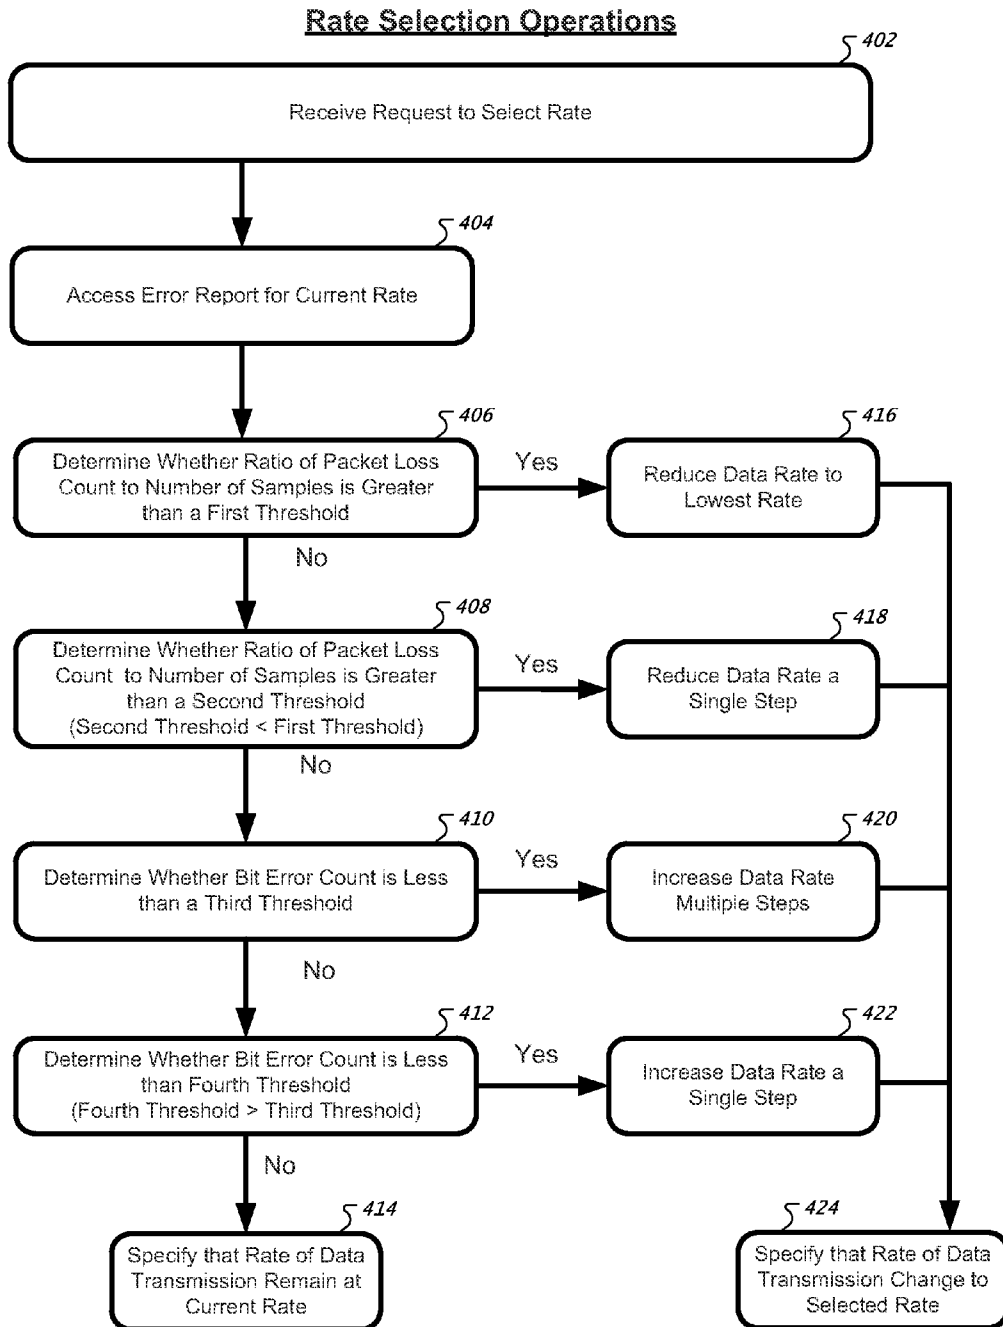 Rate Selection Operations
402
Receive Request to Select Rate
404
Access Error Report for Current Rate
406
Determine Whether Ratio of Packet Loss
Count to Number of Samples is Greater
than a First Threshold
Yes
416
Reduce Data Rate to
Lowest Rate
No
408
Determine Whether Ratio of Packet Loss
Count to Number of Samples is Greater
than a Second Threshold
(Second Threshold < First Threshold)
Yes
418
Reduce Data Rate a
Single Step
No
410
Determine Whether Bit Error Count is Less
than a Third Threshold
Yes
420
Increase Data Rate
Multiple Steps
No
412
Determine Whether Bit Error Count is Less
than Fourth Threshold
(Fourth Threshold > Third Threshold)
Yes
422
Increase Data Rate a
Single Step
No
414
Specify that Rate of Data
Transmission Remain at
Current Rate
424
Specify that Rate of Data
Transmission Change to
Selected Rate